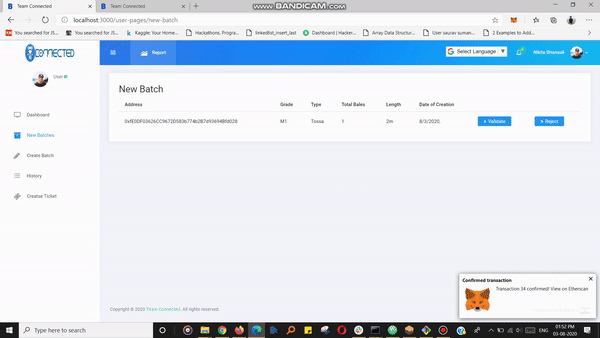 Team Connected
Team Connected
www.BANDICAM.com
localhost:3000/user-pages/new-batch
You searched for JS...
You searched for JS...
Kaggle: Your Home...
Hackathons, Progra...
linkedlist_insert_last
Dashboard | Hacker...
Array Data Structur...
User saurav suman...
2 Examples to Add...
CONNECTED
Report
Select Language
User
Dashboard
New Batches
Create Batch
History
Creatse Ticket
New Batch
Address Grade Type Total Bales Length Date of Creation
M1 Tossa 1 2m 8/3/2020,
Validate
Reject
Confirmed transaction
Transaction 34 confirmed! View on Etherscan
Copyright © 2020 Team Connected. All rights reserved.
Type here to search
ENG
01:52 PM
03-08-2020